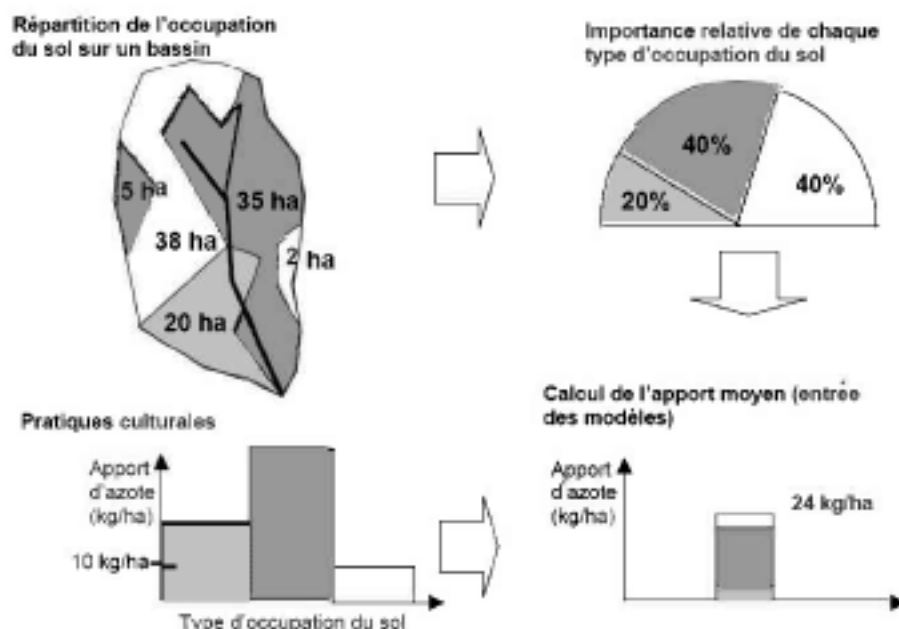 Répartition de l'occupation
du sol sur un bassin
5 ha
38 ha
35 ha
2 ha
20 ha
Importance relative de chaque
type d'occupation du sol
20%
40%
40%
Pratiques culturales
Apport
d'azote
(kg/ha)
10 kg/ha
Type d'occupation du sol
Calcul de l'apport moyen (entrée
des modèles)
Apport
d'azote
(kg/ha)
24 kg/ha